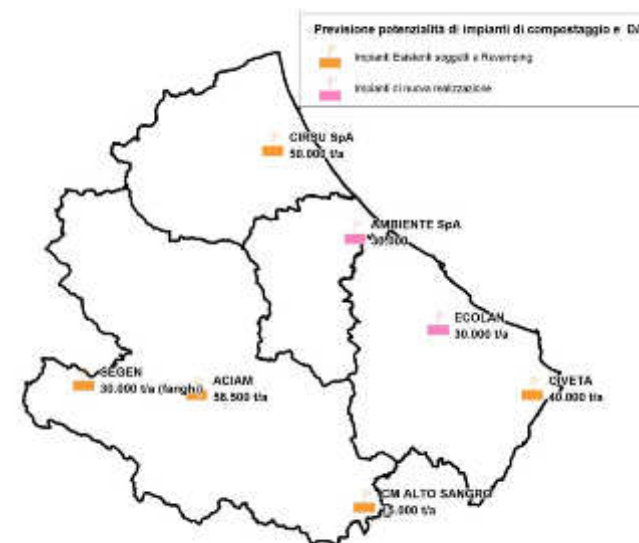 Previsione potenzialità di impianti di compostaggio e
Impianti Esistenti soggetti a Revamping
Impianti di nuova realizzazione
CIRSU SpA
50.000 t/a
AMBIENTE SpA
30.000
ECOLAN
30.000 t/a
SEGEN
30.000 t/a (fanghi)
ACIAM
58.500 t/a
CIVETA
40.000 t/a
CM ALTO SANGRO
t/a